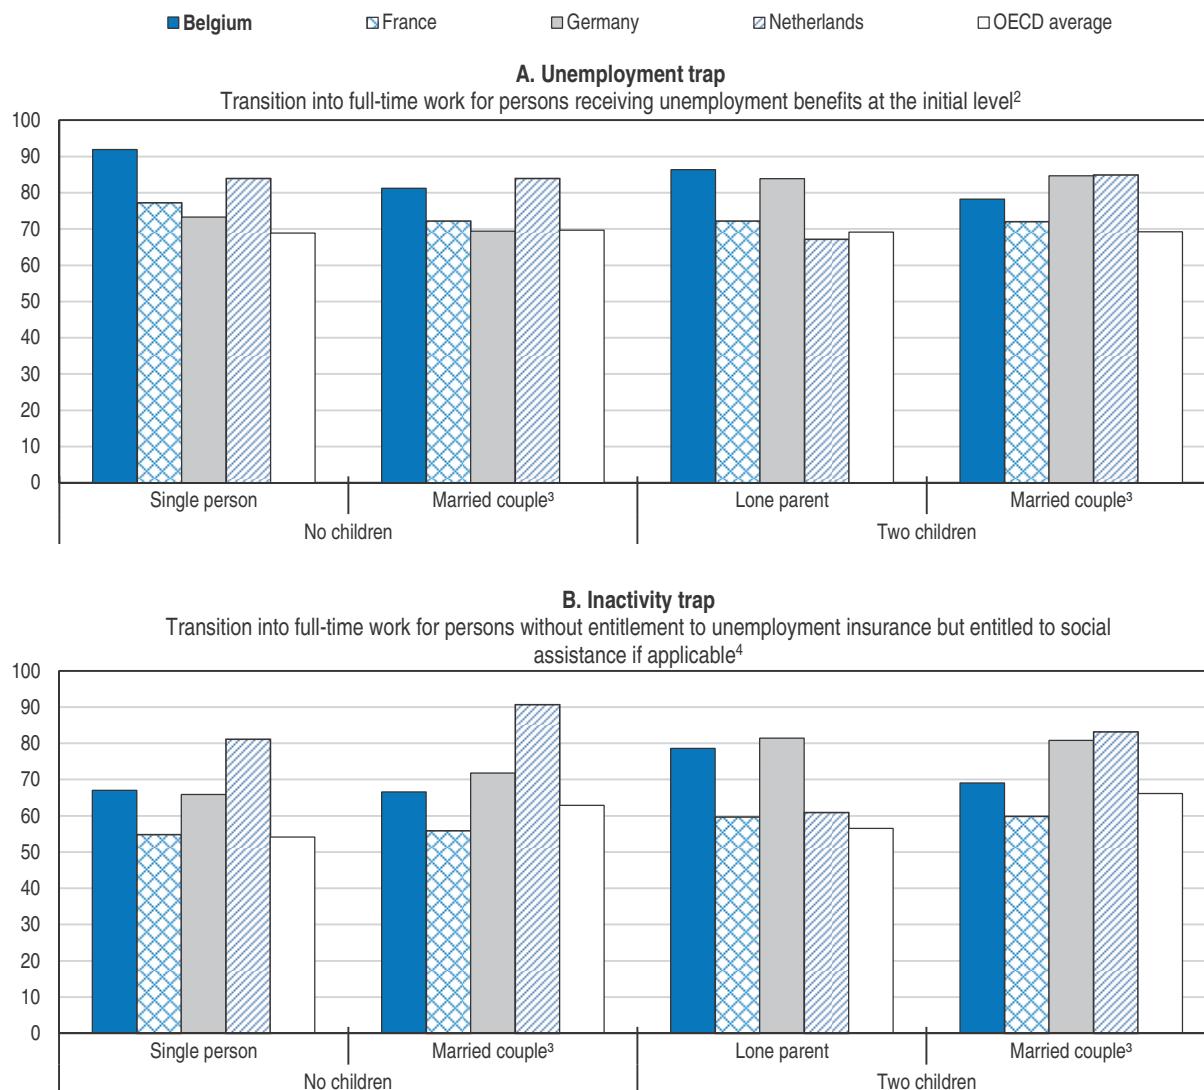 Belgium France Germany Netherlands OECD average
A. Unemployment trap
Transition into full-time work for persons receiving unemployment benefits at the initial level²
100
90
80
70
60
50
40
30
20
10
0
Single person Married couple³ Lone parent Married couple³
No children Two children
B. Inactivity trap
Transition into full-time work for persons without entitlement to unemployment insurance but entitled to social
assistance if applicable⁴
100
90
80
70
60
50
40
30
20
10
0
Single person Married couple³ Lone parent Married couple³
No children Two children